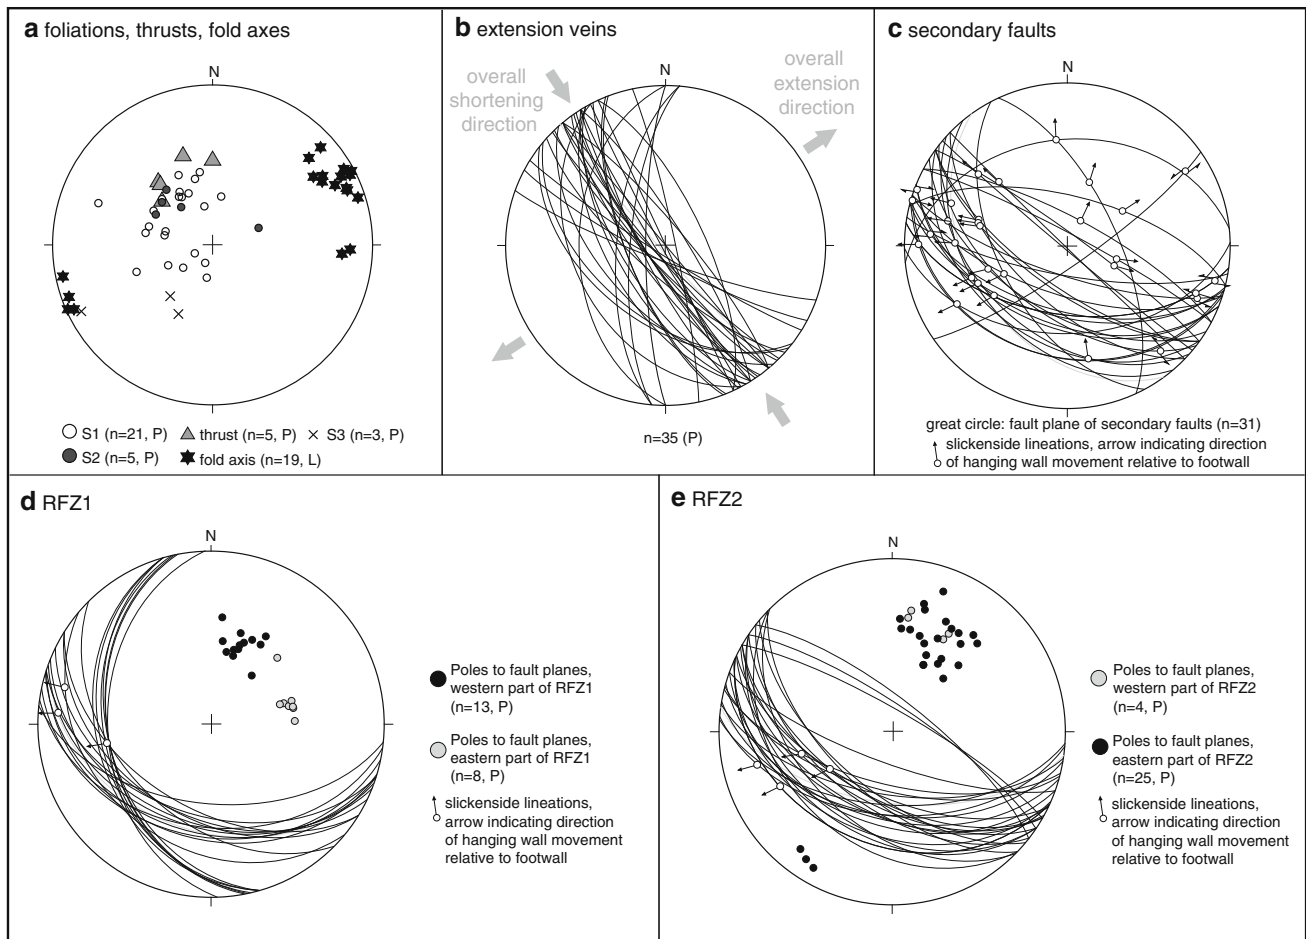 a foliations, thrusts, fold axes
N
S1 (n=21, P)
thrust (n=5, P)
S3 (n=3, P)
S2 (n=5, P)
fold axis (n=19, L)
b extension veins
overall
shortening
direction
N
overall
extension
direction
n=35 (P)
c secondary faults
N
great circle: fault plane of secondary faults (n=31)
slickenside lineations, arrow indicating direction
of hanging wall movement relative to footwall
d RFZ1
N
Poles to fault planes,
western part of RFZ1
(n=13, P)
Poles to fault planes,
eastern part of RFZ1
(n=8, P)
slickenside lineations,
arrow indicating direction
of hanging wall movement
relative to footwall
e RFZ2
N
Poles to fault planes,
western part of RFZ2
(n=4, P)
Poles to fault planes,
eastern part of RFZ2
(n=25, P)
slickenside lineations,
arrow indicating direction
of hanging wall movement
relative to footwall